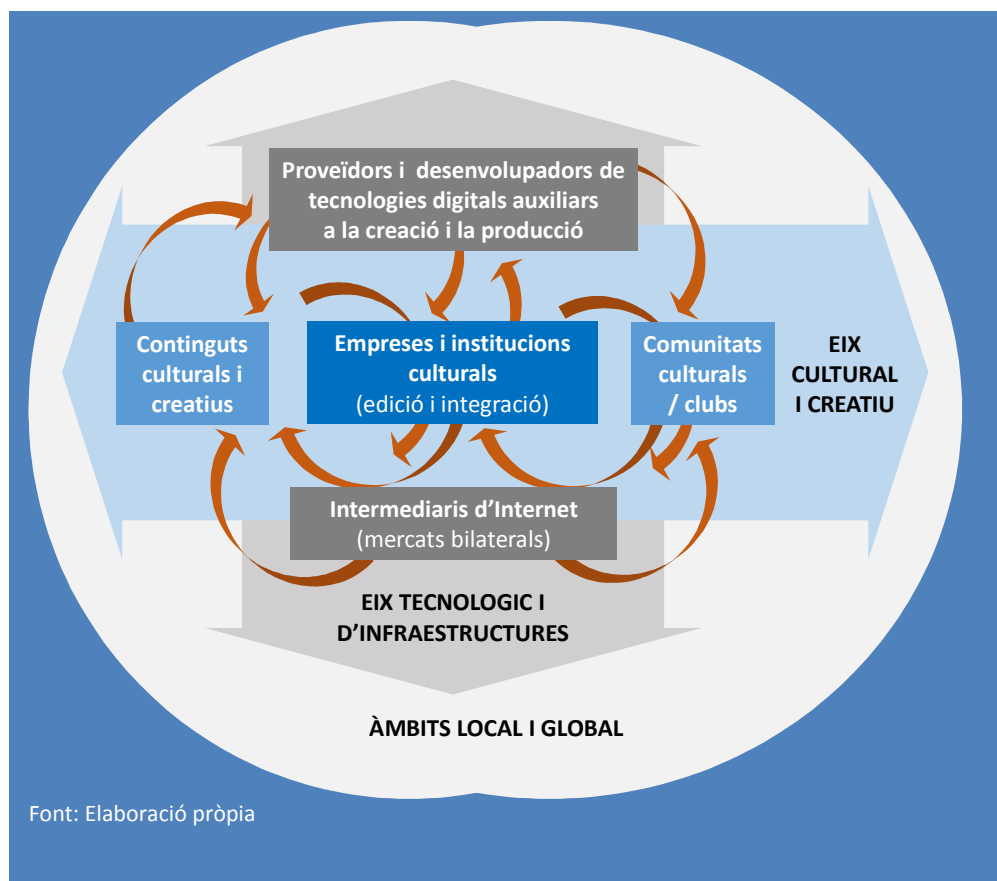 Proveïdors i desenvolupadors de
tecnologies digitals auxiliars
a la creació i la producció
Continguts
culturals i
creatius
Empreses i institucions
culturals
(edició i integració)
Comunitats
culturals
/ clubs
EIX
CULTURAL
I CREATIU
Intermediaris d’Internet
(mercats bilaterals)
EIX TECNOLOGIC I
D’INFRAESTRUCTURES
ÀMBITS LOCAL I GLOBAL
Font: Elaboració pròpia